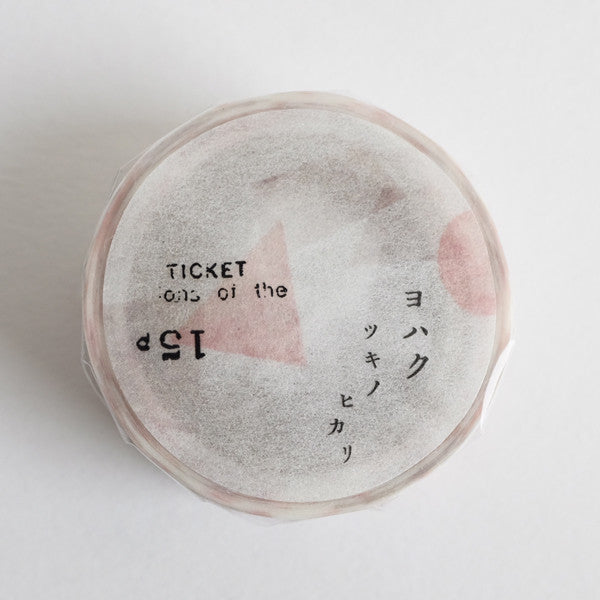 TICKET
ons of the
15p
ヨハク
ツキノ
ヒカリ